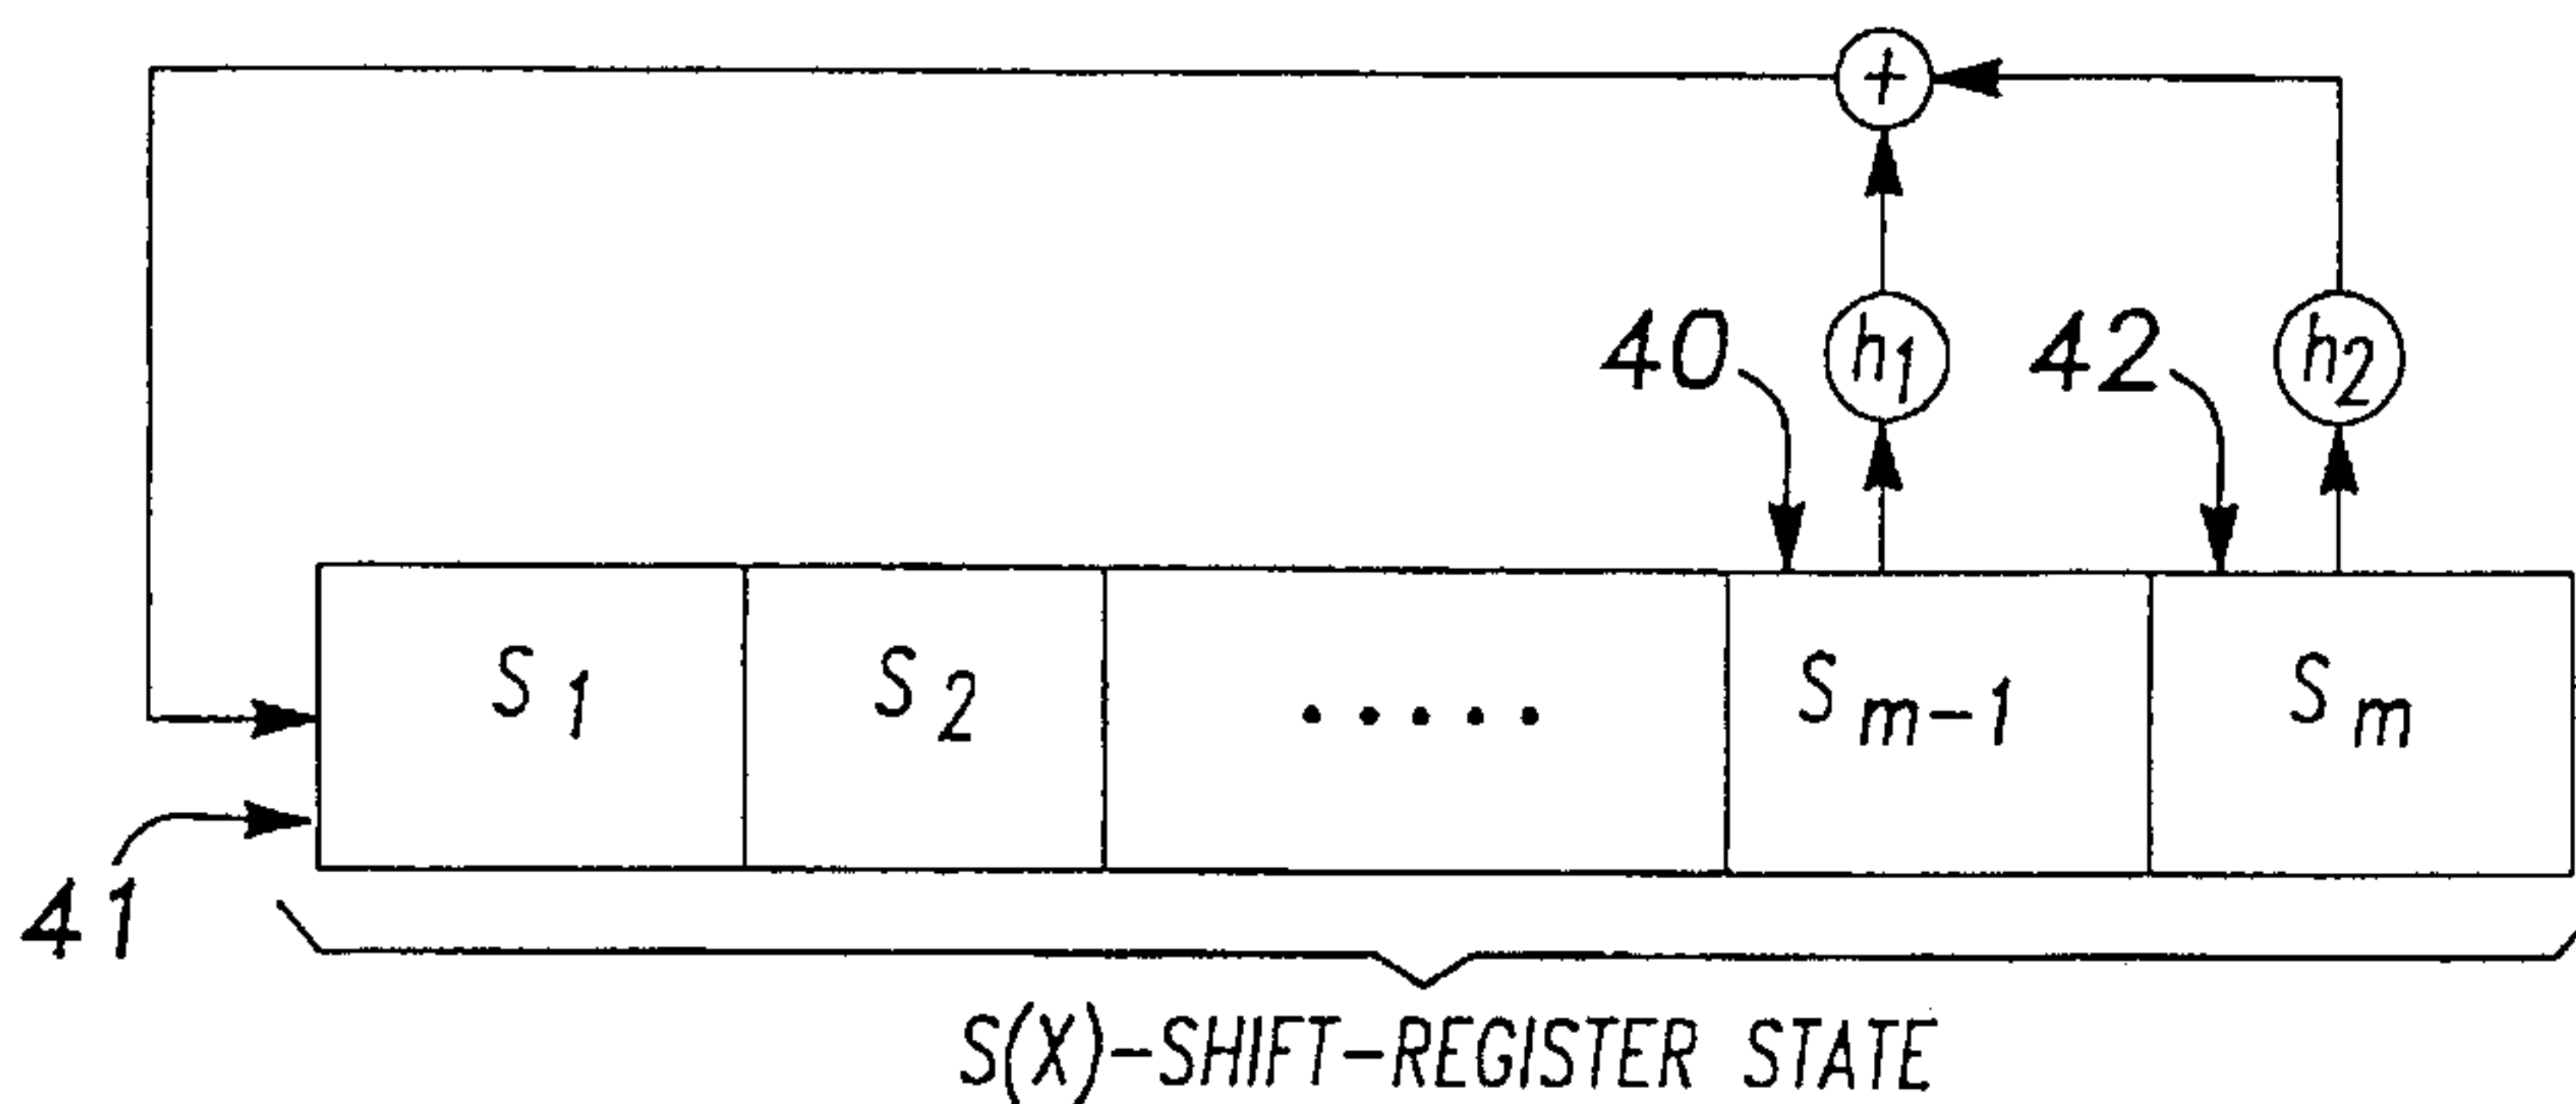 +
40 h1 42 h2
S1 S2 ..... Sm-1 Sm
41
S(X)-SHIFT-REGISTER STATE